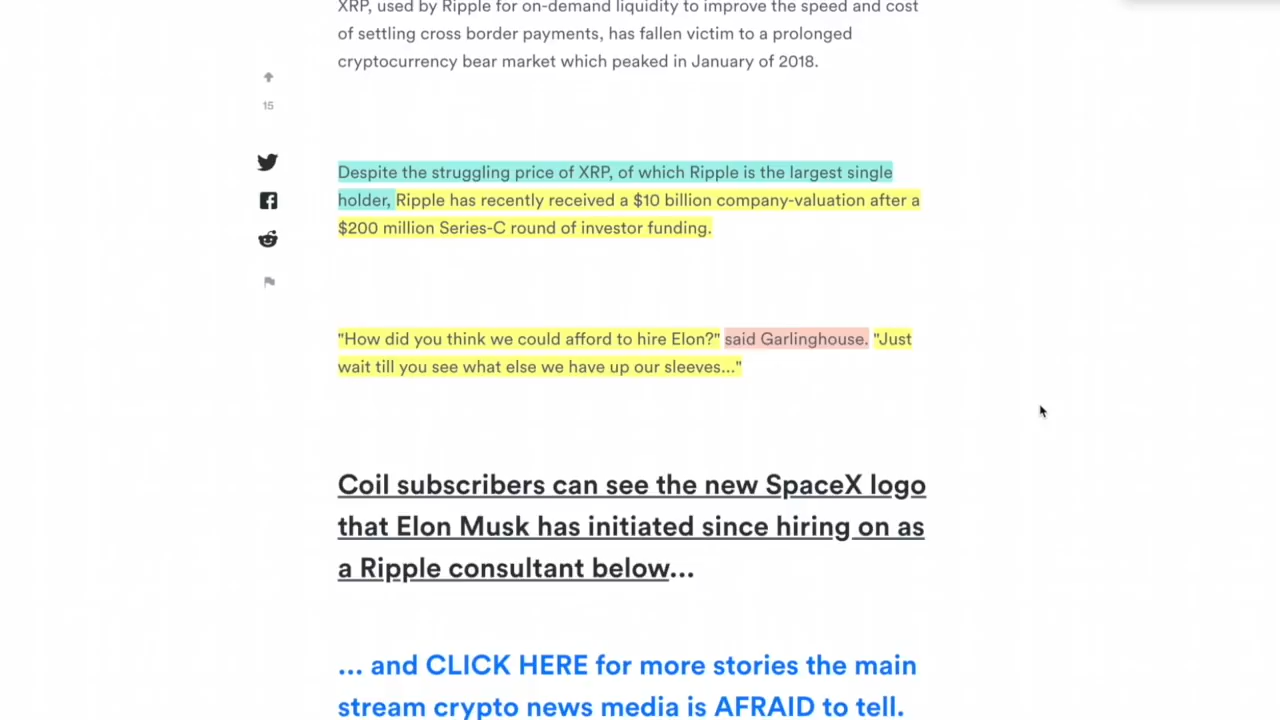 XRP, used by Ripple for on-demand liquidity to improve the speed and cost
of settling cross border payments, has fallen victim to a prolonged
cryptocurrency bear market which peaked in January of 2018.
15
Despite the struggling price of XRP, of which Ripple is the largest single
holder, Ripple has recently received a $10 billion company-valuation after a
$200 million Series-C round of investor funding.
"How did you think we could afford to hire Elon?" said Garlinghouse. "Just
wait till you see what else we have up our sleeves..."
Coil subscribers can see the new SpaceX logo
that Elon Musk has initiated since hiring on as
a Ripple consultant below...
... and CLICK HERE for more stories the main
stream crypto news media is AFRAID to tell.